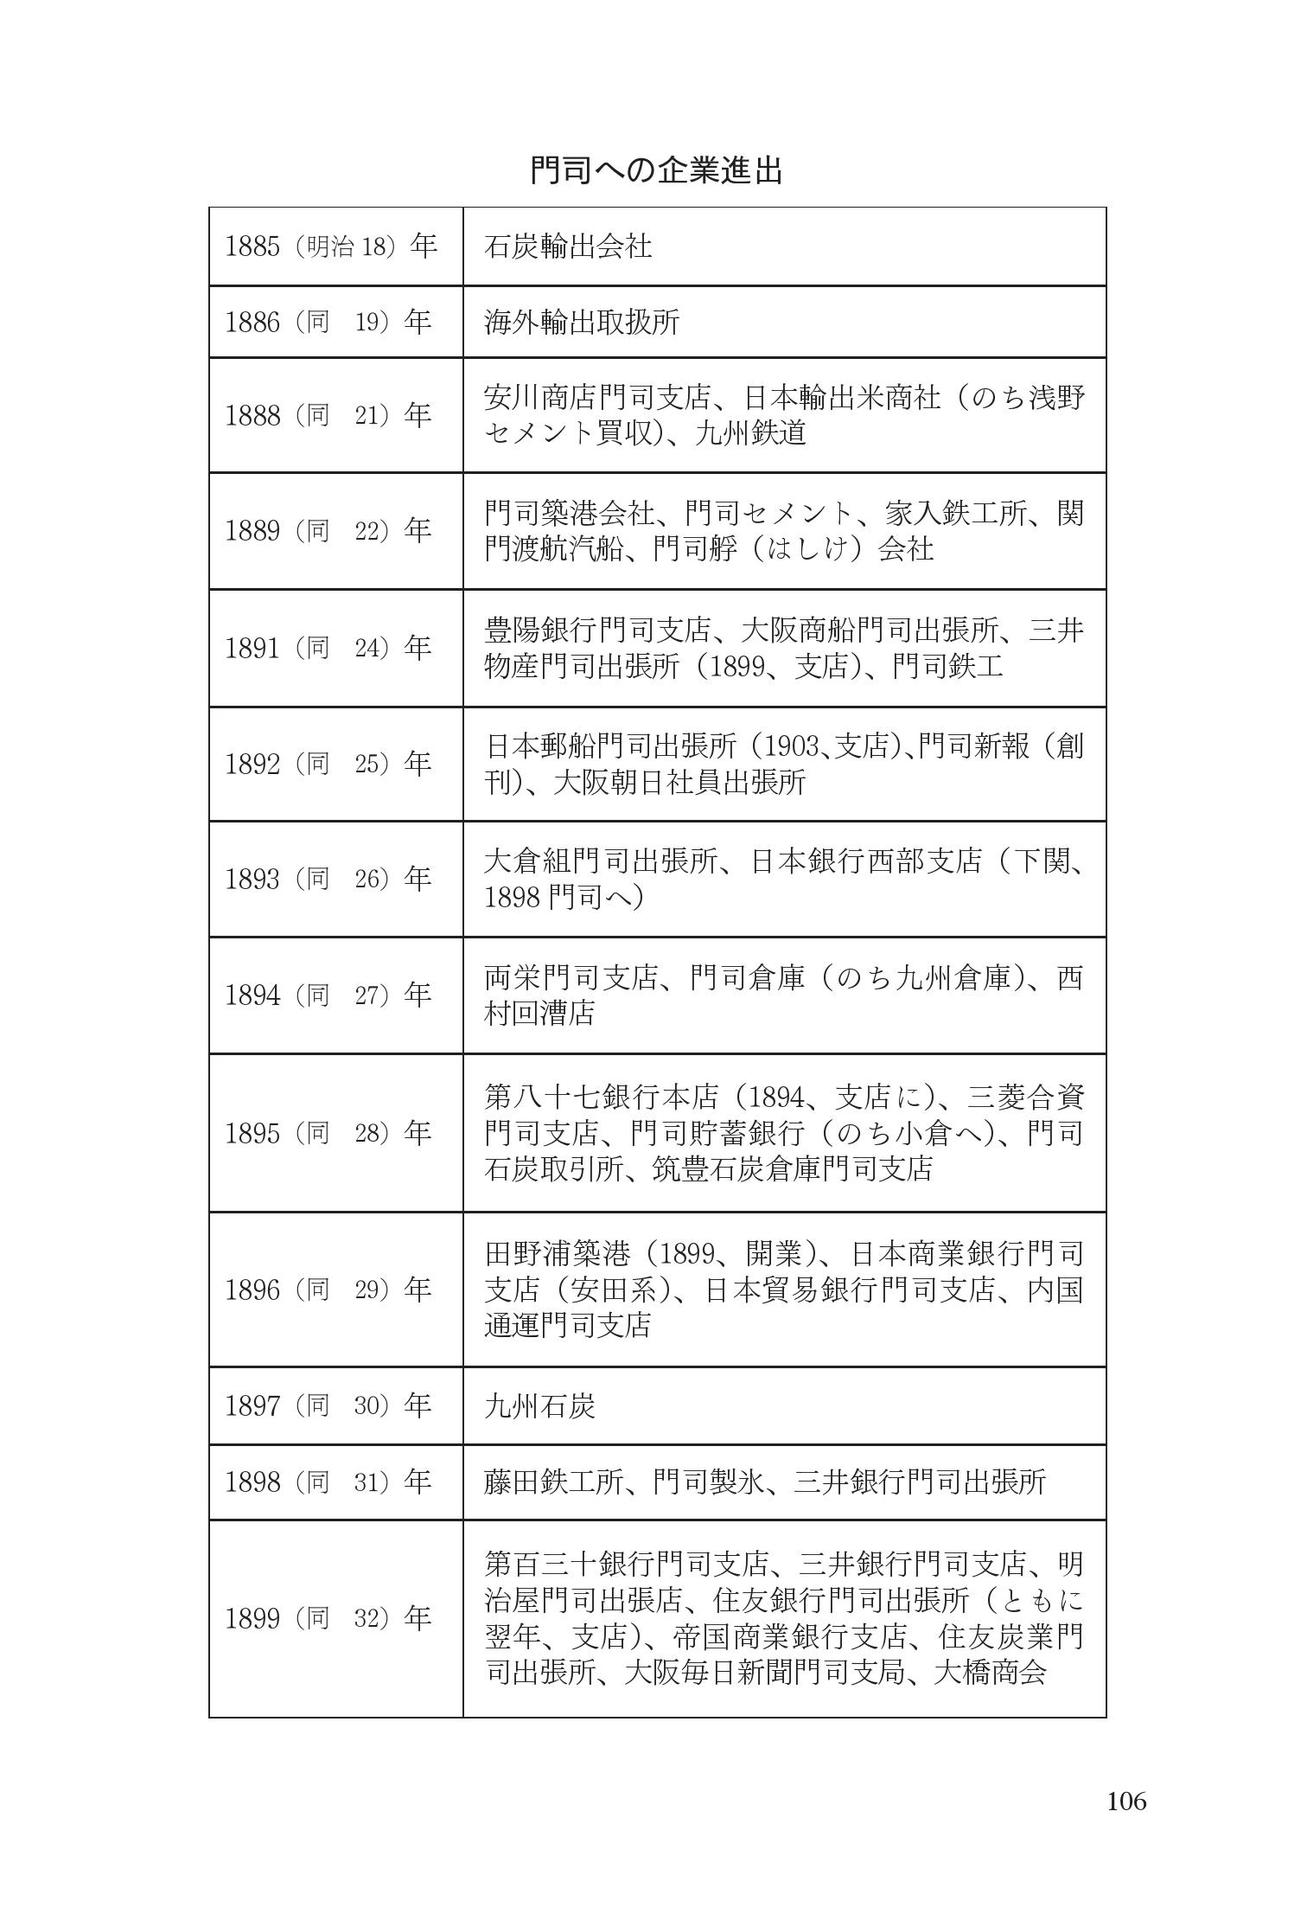 門司への企業進出
1885（明治 18）年
石炭輸出会社
1886（同　19）年
海外輸出取扱所
1888（同　21）年
安川商店門司支店、日本輸出米商社（のち浅野
セメント買収）、九州鉄道
1889（同　22）年
門司築港会社、門司セメント、家入鉄工所、関
門渡航汽船、門司艀（はしけ）会社
1891（同　24）年
豊陽銀行門司支店、大阪商船門司出張所、三井
物産門司出張所（1899、支店）、門司鉄工
1892（同　25）年
日本郵船門司出張所（1903、支店）、門司新報（創
刊）、大阪朝日社員出張所
1893（同　26）年
大倉組門司出張所、日本銀行西部支店（下関、
1898 門司へ）
1894（同　27）年
両栄門司支店、門司倉庫（のち九州倉庫）、西
村回漕店
1895（同　28）年
第八十七銀行本店（1894、支店に）、三菱合資
門司支店、門司貯蓄銀行（のち小倉へ）、門司
石炭取引所、筑豊石炭倉庫門司支店
1896（同　29）年
田野浦築港（1899、開業）、日本商業銀行門司
支店（安田系）、日本貿易銀行門司支店、内国
通運門司支店
1897（同　30）年
九州石炭
1898（同　31）年
藤田鉄工所、門司製氷、三井銀行門司出張所
1899（同　32）年
第百三十銀行門司支店、三井銀行門司支店、明
治屋門司出張店、住友銀行門司出張所（ともに
翌年、支店）、帝国商業銀行支店、住友炭業門
司出張所、大阪毎日新聞門司支局、大橋商会
106